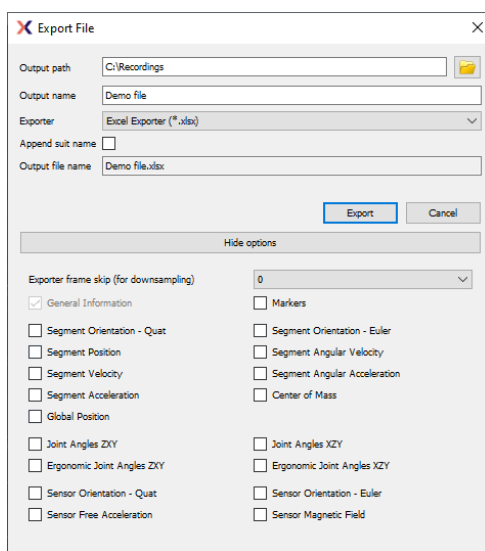 Export File
Output path C:\Recordings
Output name Demo file
Exporter Excel Exporter (*.xlsx)
Append suit name
Output file name Demo file.xlsx
Export Cancel
Hide options
Exporter frame skip (for downsampling) 0
General Information Markers
Segment Orientation - Quat Segment Orientation - Euler
Segment Position Segment Angular Velocity
Segment Velocity Segment Angular Acceleration
Segment Acceleration Center of Mass
Global Position
Joint Angles ZXY Joint Angles XZY
Ergonomic Joint Angles ZXY Ergonomic Joint Angles XZY
Sensor Orientation - Quat Sensor Orientation - Euler
Sensor Free Acceleration Sensor Magnetic Field